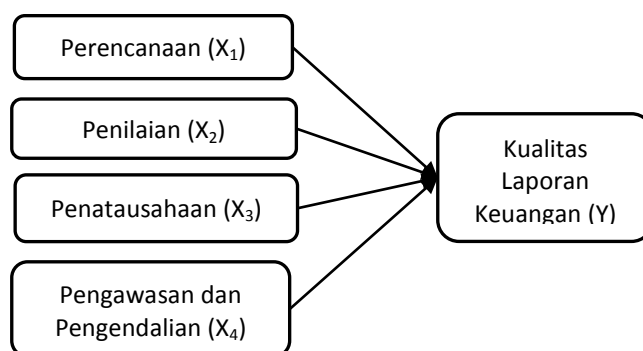 Perencanaan (X₁)
Penilaian (X₂)
Penatausahaan (X₃)
Pengawasan dan
Pengendalian (X₄)
Kualitas
Laporan
Keuangan (Y)